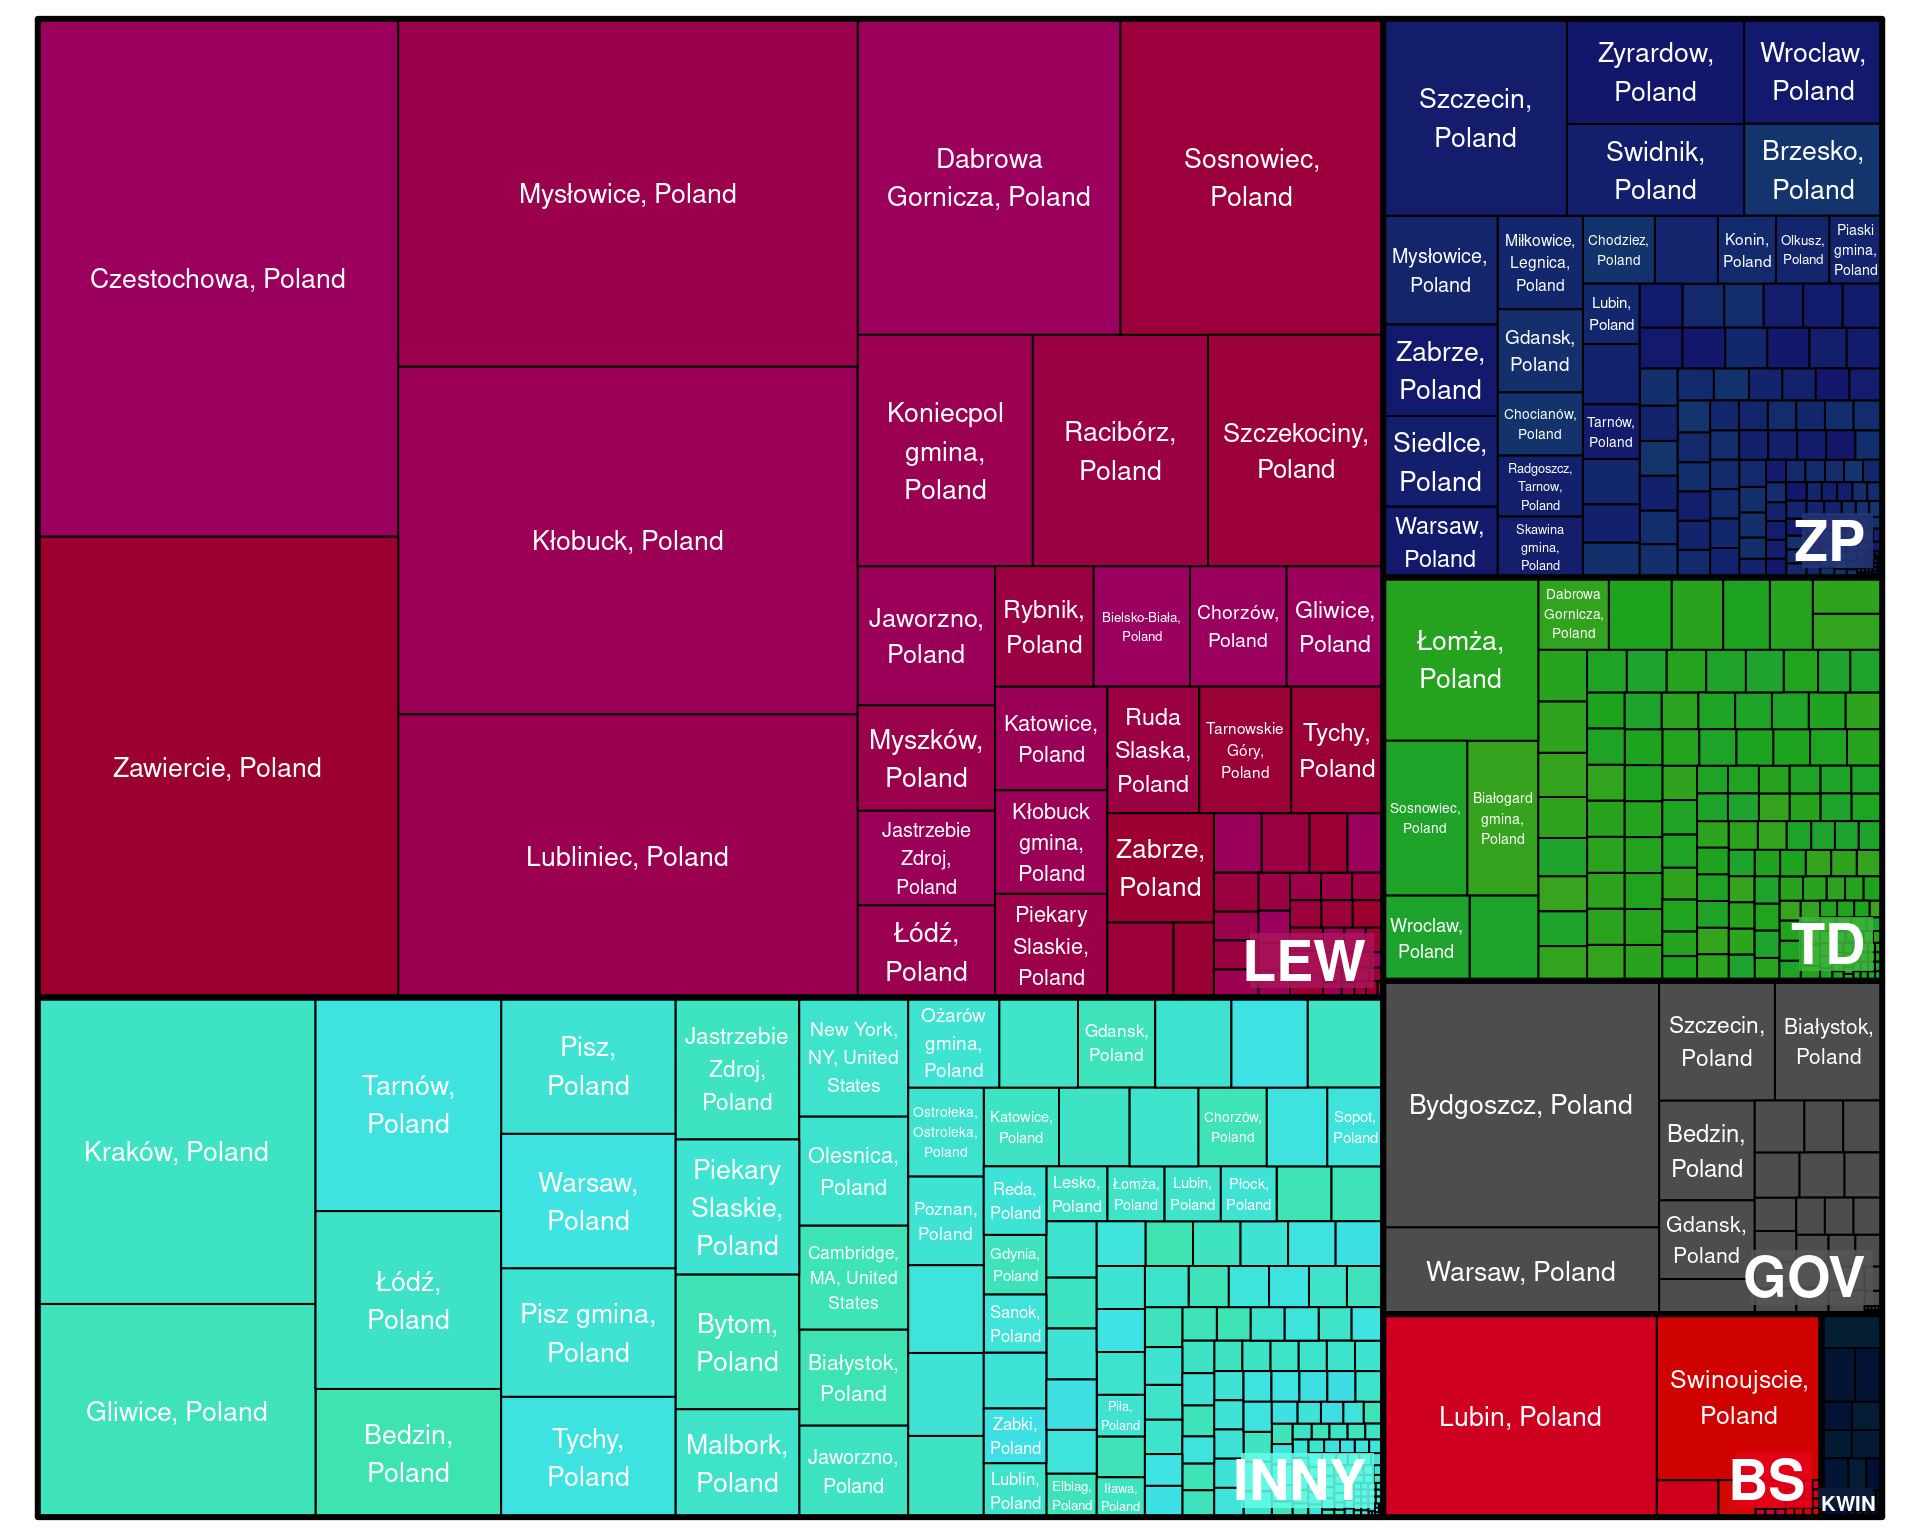 Czestochowa, Poland
Zawiercie, Poland
Mysłowice, Poland
Kłobuck, Poland
Lubliniec, Poland
Dabrowa
Gornicza, Poland
Sosnowiec,
Poland
Koniecpol
gmina,
Poland
Racibórz,
Poland
Szczekociny,
Poland
Jaworzno,
Poland
Myszków,
Poland
Jastrzebie
Zdroj,
Poland
Łódź,
Poland
Rybnik,
Poland
Bielsko-Biała,
Poland
Chorzów,
Poland
Gliwice,
Poland
Katowice,
Poland
Kłobuck
gmina,
Poland
Piekary
Slaskie,
Poland
Ruda
Slaska,
Poland
Tarnowskie
Góry,
Poland
Tychy,
Poland
Zabrze,
Poland
LEW
Szczecin,
Poland
Zyrardow,
Poland
Wroclaw,
Poland
Swidnik,
Poland
Brzesko,
Poland
Mysłowice,
Poland
Zabrze,
Poland
Siedlce,
Poland
Warsaw,
Poland
Miłkowice,
Legnica,
Poland
Gdansk,
Poland
Chocianów,
Poland
Radgoszcz,
Tarnow,
Poland
Skawina
gmina,
Poland
Chodziez,
Poland
Konin,
Poland
Olkusz,
Poland
Piaski
gmina,
Poland
Lubin,
Poland
Tarnów,
Poland
ZP
Łomża,
Poland
Sosnowiec,
Poland
Białogard
gmina,
Poland
Wroclaw,
Poland
Dabrowa
Gornicza,
Poland
TD
Bydgoszcz, Poland
Warsaw, Poland
Szczecin,
Poland
Białystok,
Poland
Bedzin,
Poland
Gdansk,
Poland
GOV
Lubin, Poland
Swinoujscie,
Poland
BS
KWIN
Kraków, Poland
Gliwice, Poland
Tarnów,
Poland
Łódź,
Poland
Bedzin,
Poland
Pisz,
Poland
Warsaw,
Poland
Pisz gmina,
Poland
Tychy,
Poland
Jastrzebie
Zdroj,
Poland
Piekary
Slaskie,
Poland
Bytom,
Poland
Malbork,
Poland
New York,
NY, United
States
Olesnica,
Poland
Cambridge,
MA, United
States
Białystok,
Poland
Jaworzno,
Poland
Ożarów
gmina,
Poland
Gdansk,
Poland
Ostrołeka,
Ostroleka,
Poland
Poznan,
Poland
Katowice,
Poland
Chorzów,
Poland
Sopot,
Poland
Reda,
Poland
Gdynia,
Poland
Sanok,
Poland
Zabki,
Poland
Lublin,
Poland
Lesko,
Poland
Łomża,
Poland
Lubin,
Poland
Płock,
Poland
Piła,
Poland
Elbłag,
Poland
Iława,
Poland
INNY